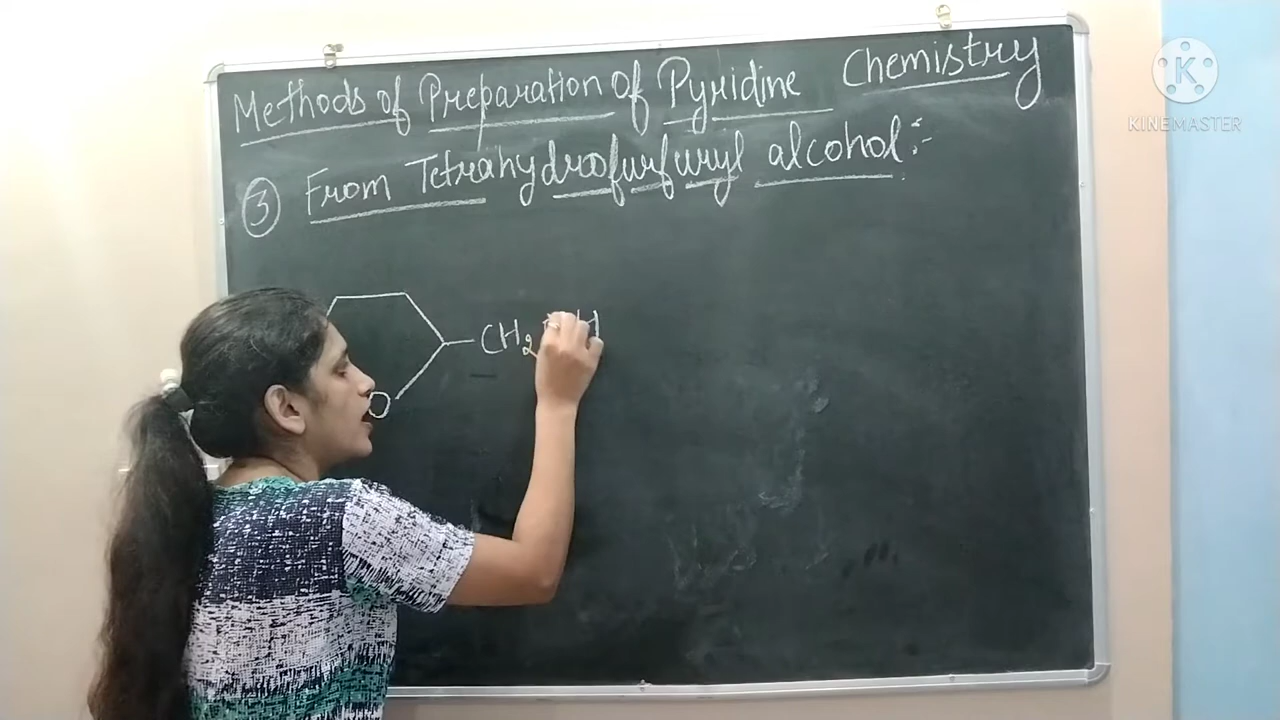 Methods of Preparation of Pyridine Chemistry
③ From Tetrahydrofurfuryl alcohol:-
CH2 H
O
K
KINEMASTER